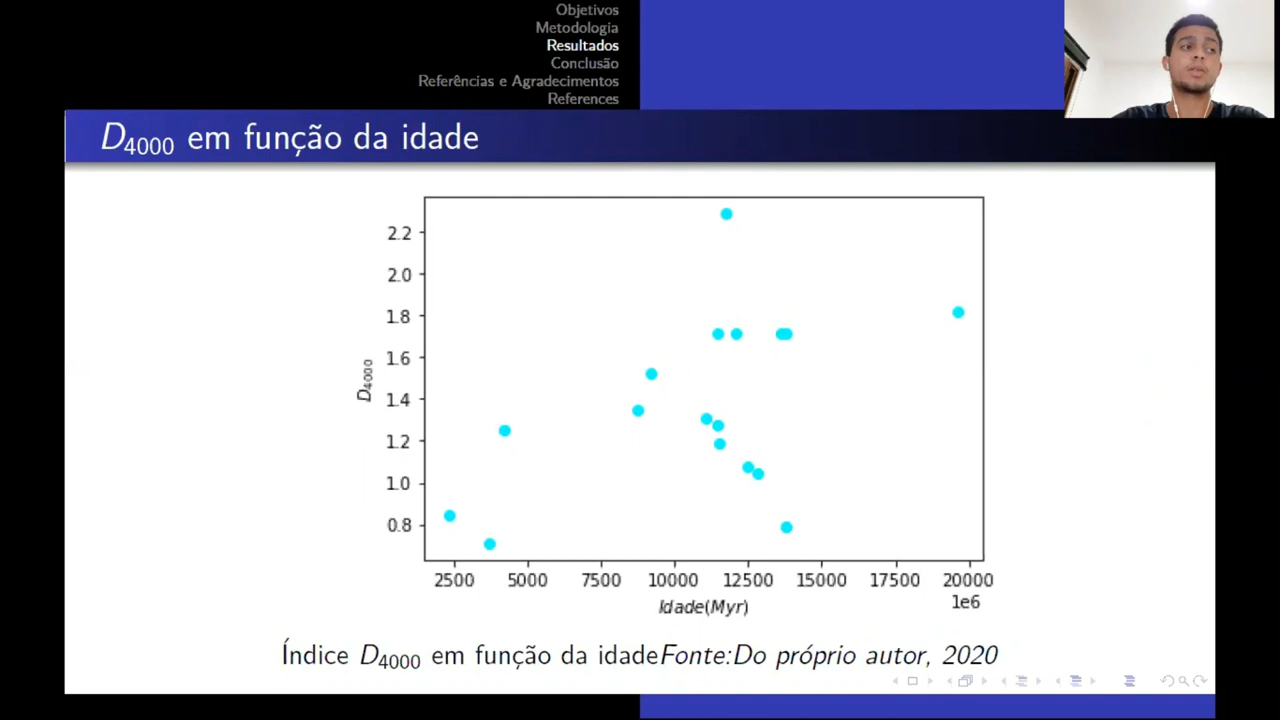 Objetivos
Metodologia
Resultados
Conclusão
Referências e Agradecimentos
References
D4000 em função da idade
2.2
2.0
1.8
1.6
1.4
1.2
1.0
0.8
D4000
2500 5000 7500 10000 12500 15000 17500 20000
1e6
Idade(Myr)
Índice D4000 em função da idadeFonte:Do próprio autor, 2020